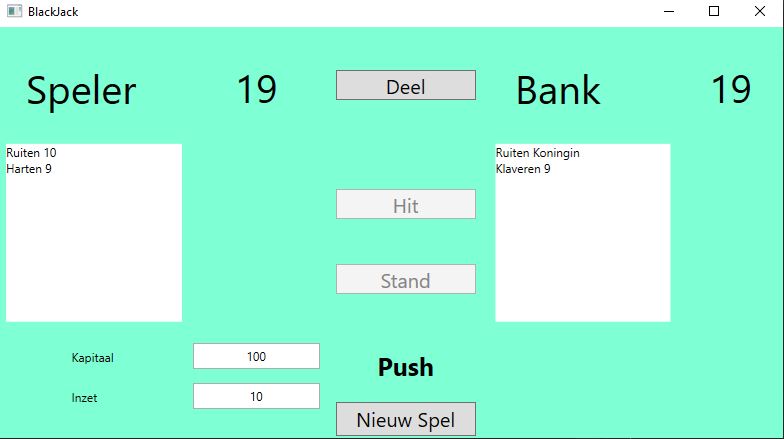 BlackJack
Speler 19
Deel
Bank 19
Ruiten 10
Harten 9
Ruiten Koningin
Klaveren 9
Hit
Stand
Kapitaal 100
Inzet 10
Push
Nieuw Spel